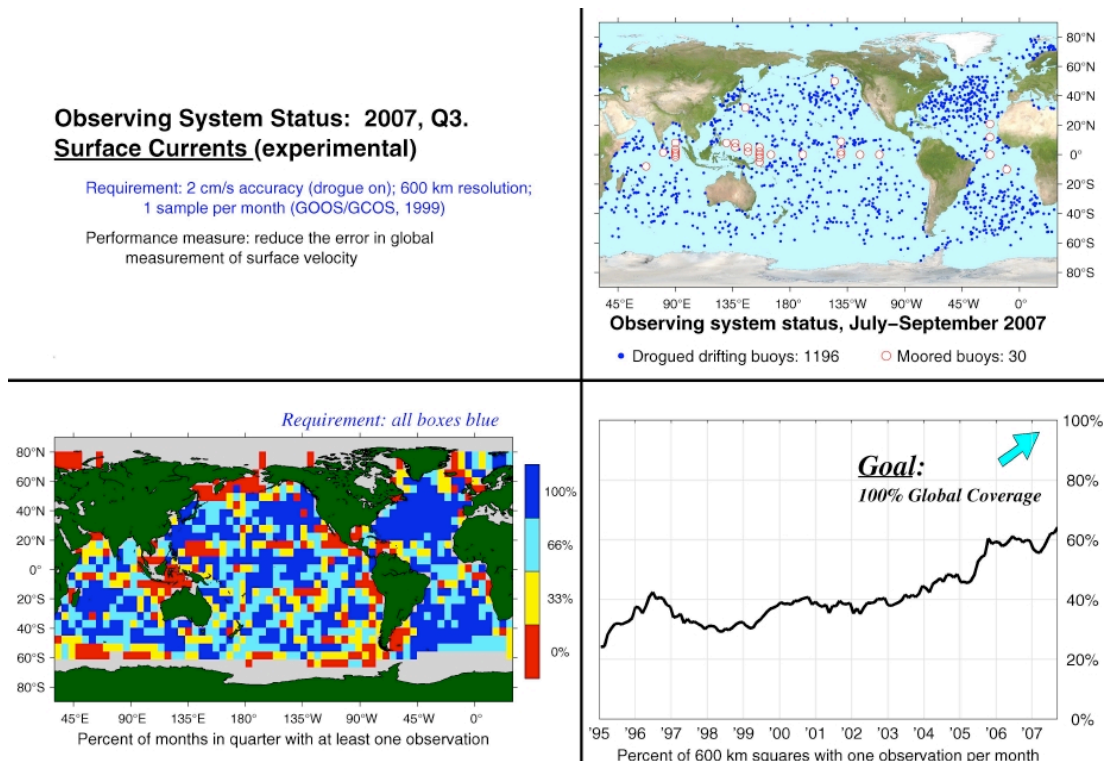 Observing System Status: 2007, Q3.
Surface Currents (experimental)
Requirement: 2 cm/s accuracy (drogue on); 600 km resolution;
1 sample per month (GOOS/GCOS, 1999)
Performance measure: reduce the error in global
measurement of surface velocity
80°N
60°N
40°N
20°N
0°
20°S
40°S
60°S
80°S
45°E 90°E 135°E 180° 135°W 90°W 45°W 0°
Observing system status, July–September 2007
Drogued drifting buoys: 1196 Moored buoys: 30
Requirement: all boxes blue
80°N
60°N
40°N
20°N
0°
20°S
40°S
60°S
80°S
100%
66%
33%
0%
45°E 90°E 135°E 180° 135°W 90°W 45°W 0°
Percent of months in quarter with at least one observation
Goal:
100% Global Coverage
100%
80%
60%
40%
20%
0%
'95 '96 '97 '98 '99 '00 '01 '02 '03 '04 '05 '06 '07
Percent of 600 km squares with one observation per month